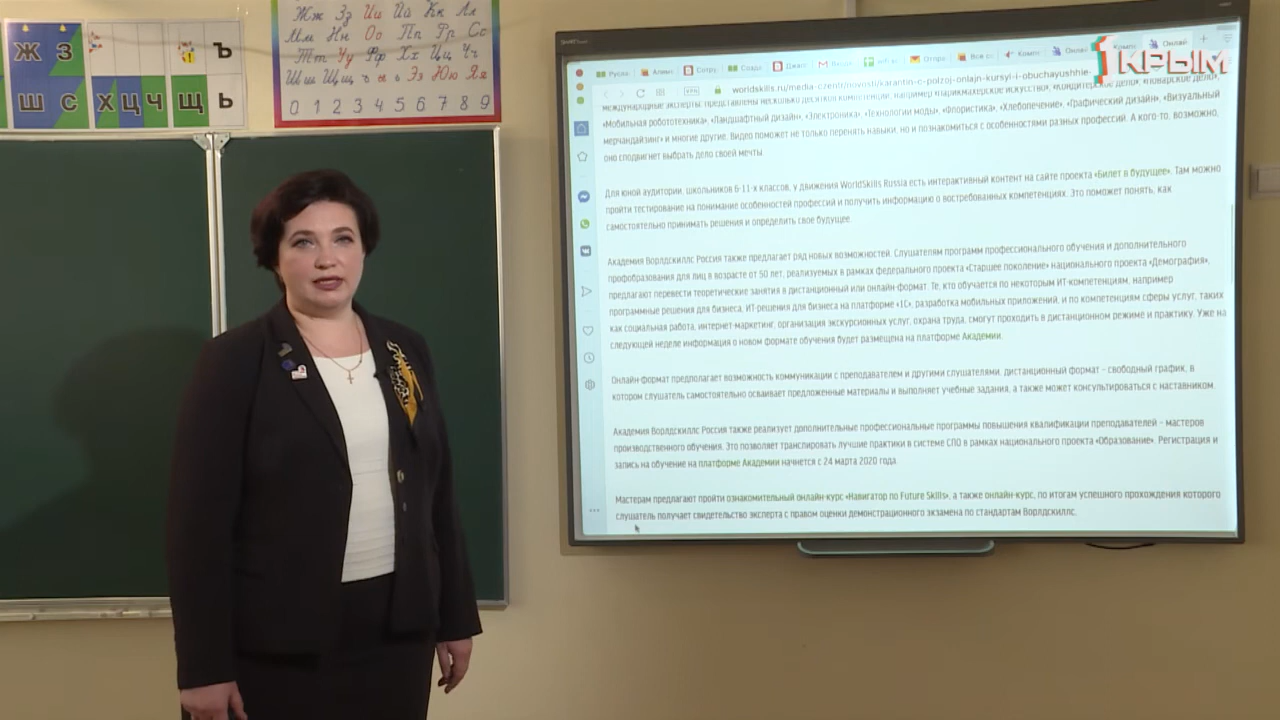 Ж З Ъ
Ш С Х Ц Ч Щ Ь
Жж Зз Ии Йй Кк Лл
Мм Нн Оо Пп Рр Сс
Тт Уу Фф Хх Цц Чч
Шш Щщ ъ ы ь Ээ Юю Яя
0 1 2 3 4 5 6 7 8 9
1КРЫМ
worldskills.ru/media-czentr/novosti/karantin-c-polzoj-onlajn-kursyi-i-obuchayushhie-
международные эксперты, представлены несколько десятков компетенций, например «Парикмахерское искусство», «Кондитерское дело», «Поварское дело»,
«Мобильная робототехника», «Ландшафтный дизайн», «Электроника», «Технологии моды», «Флористика», «Хлебопечение», «Графический дизайн», «Визуальный
мерчандайзинг» и многие другие. Видео поможет не только перенять навыки, но и познакомиться с особенностями разных профессий. А кого-то, возможно,
оно сподвигнет выбрать дело своей мечты.
Для юной аудитории, школьников 6-11-х классов, у движения WorldSkills Russia есть интерактивный контент на сайте проекта «Билет в будущее». Там можно
пройти тестирование на понимание особенностей профессий и получить информацию о востребованных компетенциях. Это поможет понять, как
самостоятельно принимать решения и определить свое будущее.
Академия Ворлдскиллс Россия также предлагает ряд новых возможностей. Слушателям программ профессионального обучения и дополнительного
профобразования для лиц в возрасте от 50 лет, реализуемых в рамках федерального проекта «Старшее поколение» национального проекта «Демография»,
предлагают перевести теоретические занятия в дистанционный или онлайн-формат. Те, кто обучается по некоторым ИТ-компетенциям, например
программные решения для бизнеса, ИТ-решения для бизнеса на платформе «1С», разработка мобильных приложений, и по компетенциям сферы услуг, таких
как социальная работа, интернет-маркетинг, организация экскурсионных услуг, охрана труда, смогут проходить в дистанционном режиме и практику. Уже на
следующей неделе информация о новом формате обучения будет размещена на платформе Академии.
Онлайн-формат предполагает возможность коммуникации с преподавателем и другими слушателями, дистанционный формат – свободный график, в
котором слушатель самостоятельно осваивает предложенные материалы и выполняет учебные задания, а также может консультироваться с наставником.
Академия Ворлдскиллс Россия также реализует дополнительные профессиональные программы повышения квалификации преподавателей – мастеров
производственного обучения. Это позволяет транслировать лучшие практики в системе СПО в рамках национального проекта «Образование». Регистрация и
запись на обучение на платформе Академии начнется с 24 марта 2020 года.
Мастерам предлагают пройти ознакомительный онлайн-курс «Навигатор по Future Skills», а также онлайн-курс, по итогам успешного прохождения которого
слушатель получает свидетельство эксперта с правом оценки демонстрационного экзамена по стандартам Ворлдскиллс.